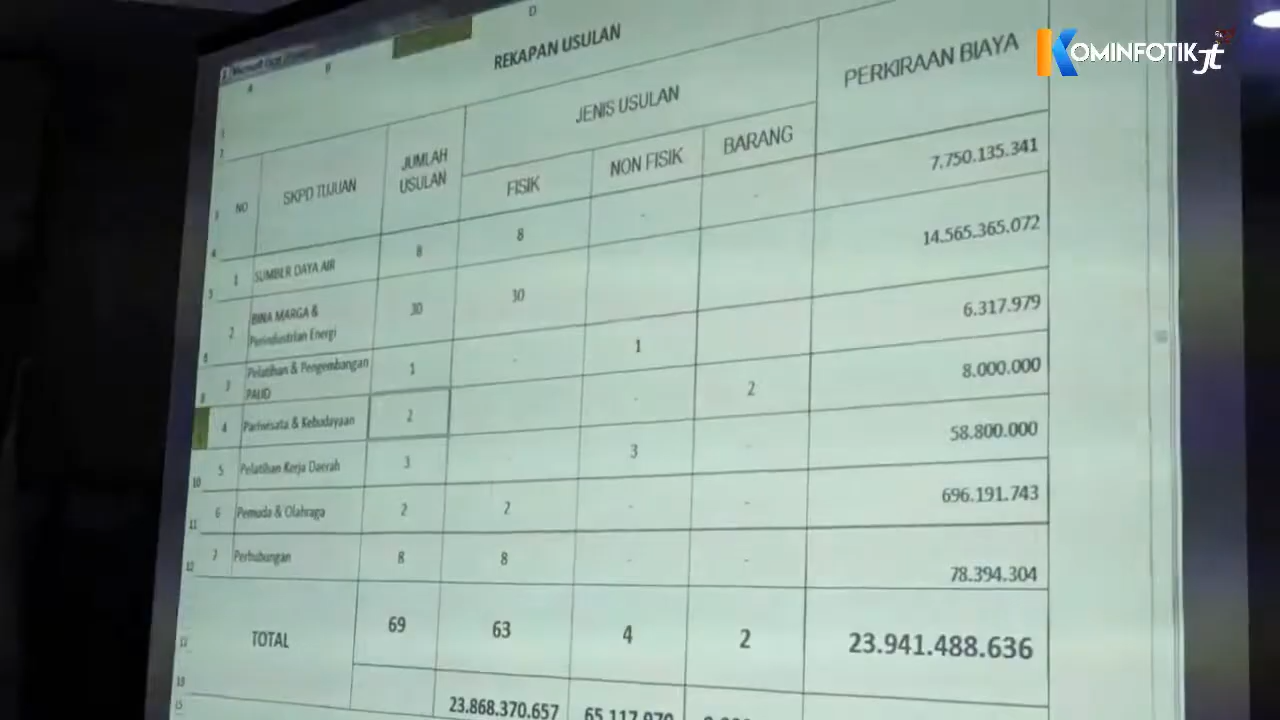 KOMINFOTIK JT
D
B
A
REKAPAN USULAN
NO
SKPD TUJUAN
JUMLAH USULAN
JENIS USULAN
FISIK
NON FISIK
BARANG
PERKIRAAN BIAYA
1 SUMBER DAYA AIR 8 8 - - 7.750.135.341
2 BINA MARGA & Perindustrian Energi 30 30 14.565.365.072
3 Pelatihan & Pengembangan PAUD 1 - 1 6.317.979
4 Pariwisata & Kebudayaan 2 - 2 8.000.000
5 Pelatihan Kerja Daerah 3 3 - 58.800.000
6 Pemuda & Olahraga 2 2 - - 696.191.743
7 Perhubungan 8 8 - - 78.394.304
TOTAL 69 63 4 2 23.941.488.636
23.868.370.657